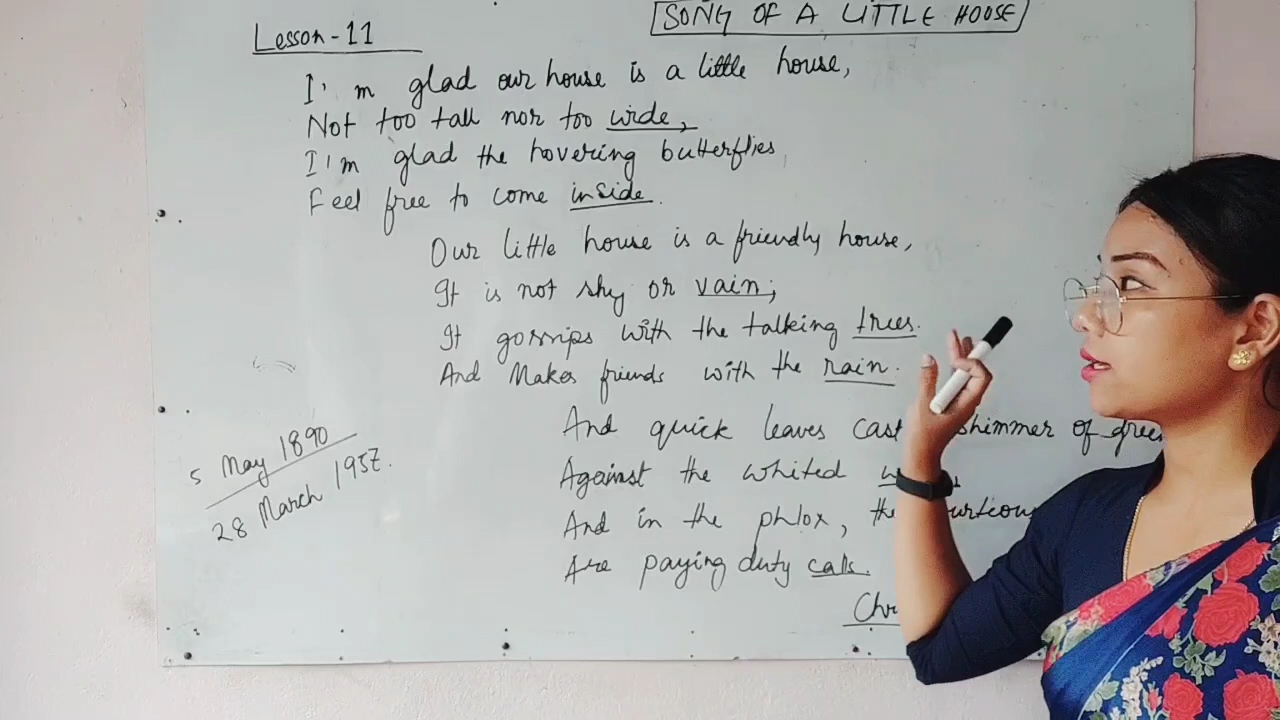 Lesson - 11
SONG OF A LITTLE HOUSE
I'm glad our house is a little house,
Not too tall nor too wide,
I'm glad the hovering butterflies
Feel free to come inside.
Our little house is a friendly house,
It is not shy or vain;
It gossips with the talking trees.
And Makes friends with the rain.
And quick leaves cast shimmer of
Against the whited
And in the phlox, the
Are paying duty calls.
5 May 1890
28 March 1957.